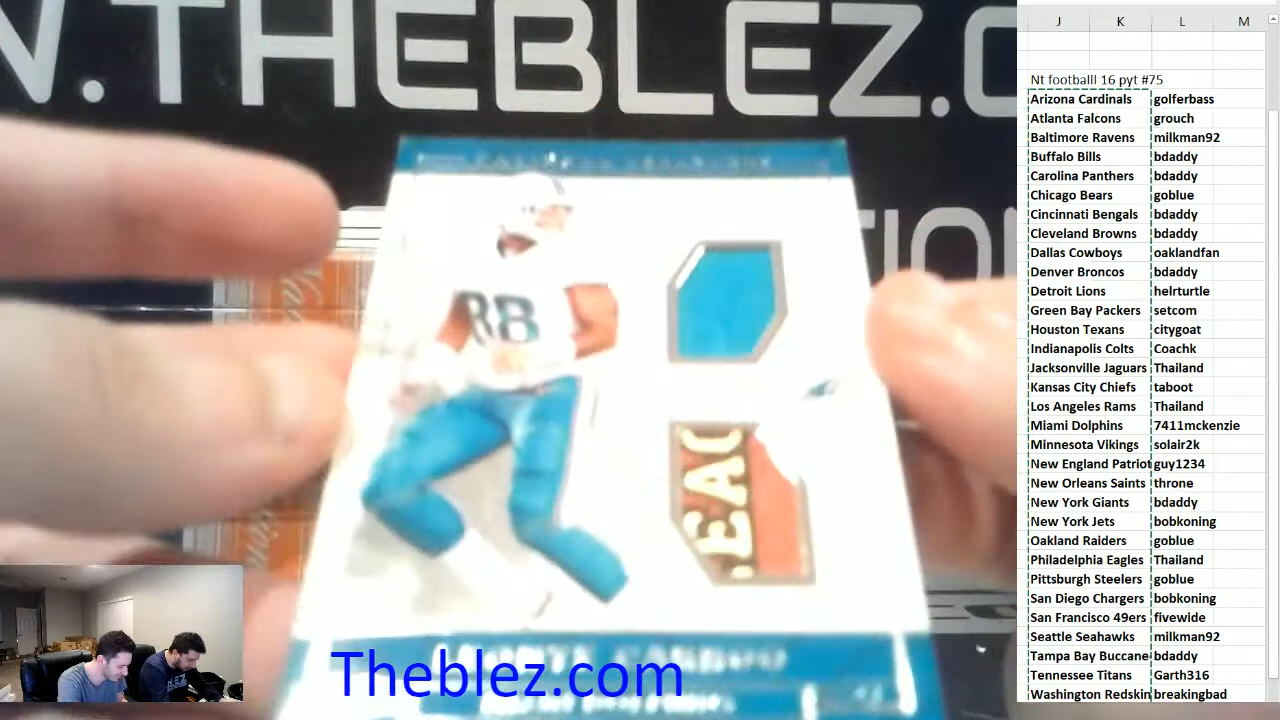 W.THEBLEZ.C
J K L M
Nt footballl 16 pyt #75
Arizona Cardinals golferbass
Atlanta Falcons grouch
Baltimore Ravens milkman92
Buffalo Bills bdaddy
Carolina Panthers bdaddy
Chicago Bears goblue
Cincinnati Bengals bdaddy
Cleveland Browns bdaddy
Dallas Cowboys oaklandfan
Denver Broncos bdaddy
Detroit Lions helrturtle
Green Bay Packers setcom
Houston Texans citygoat
Indianapolis Colts Coachk
Jacksonville Jaguars Thailand
Kansas City Chiefs taboot
Los Angeles Rams Thailand
Miami Dolphins 7411mckenzie
Minnesota Vikings solair2k
New England Patriot guy1234
New Orleans Saints throne
New York Giants bdaddy
New York Jets bobkoning
Oakland Raiders goblue
Philadelphia Eagles Thailand
Pittsburgh Steelers goblue
San Diego Chargers bobkoning
San Francisco 49ers fivewide
Seattle Seahawks milkman92
Tampa Bay Buccane bdaddy
Tennessee Titans Garth316
Washington Redskin breakingbad
88
EAG
Theblez.com